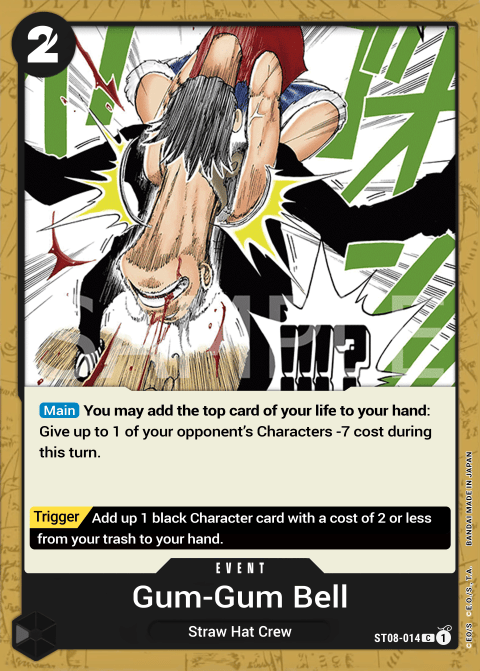 2
SAMPLE
!!!?
Main You may add the top card of your life to your hand:
Give up to 1 of your opponent's Characters -7 cost during
this turn.
Trigger Add up 1 black Character card with a cost of 2 or less
from your trash to your hand.
EVENT
Gum-Gum Bell
Straw Hat Crew
ST08-014 C 1
BANDAI MADE IN JAPAN